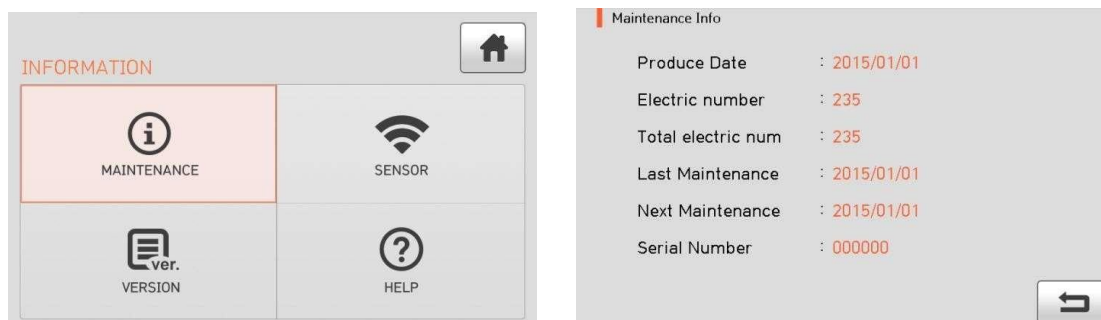 INFORMATION
MAINTENANCE
SENSOR
ver.
VERSION
HELP
Maintenance Info
Produce Date : 2015/01/01
Electric number : 235
Total electric num : 235
Last Maintenance : 2015/01/01
Next Maintenance : 2015/01/01
Serial Number : 000000